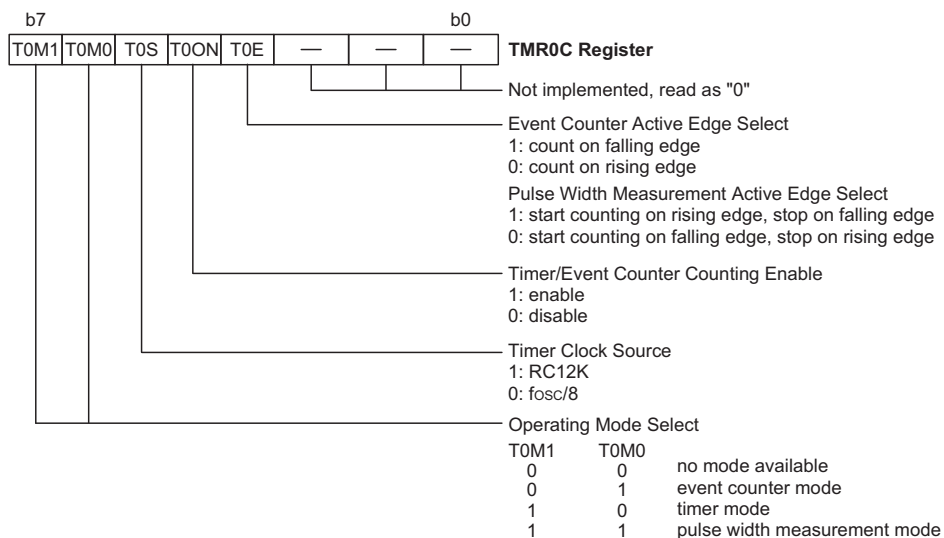 b7 b0
T0M1 T0M0 T0S T0ON T0E — — — TMR0C Register
Not implemented, read as "0"
Event Counter Active Edge Select
1: count on falling edge
0: count on rising edge
Pulse Width Measurement Active Edge Select
1: start counting on rising edge, stop on falling edge
0: start counting on falling edge, stop on rising edge
Timer/Event Counter Counting Enable
1: enable
0: disable
Timer Clock Source
1: RC12K
0: fosc/8
Operating Mode Select
T0M1 T0M0
0 0 no mode available
0 1 event counter mode
1 0 timer mode
1 1 pulse width measurement mode